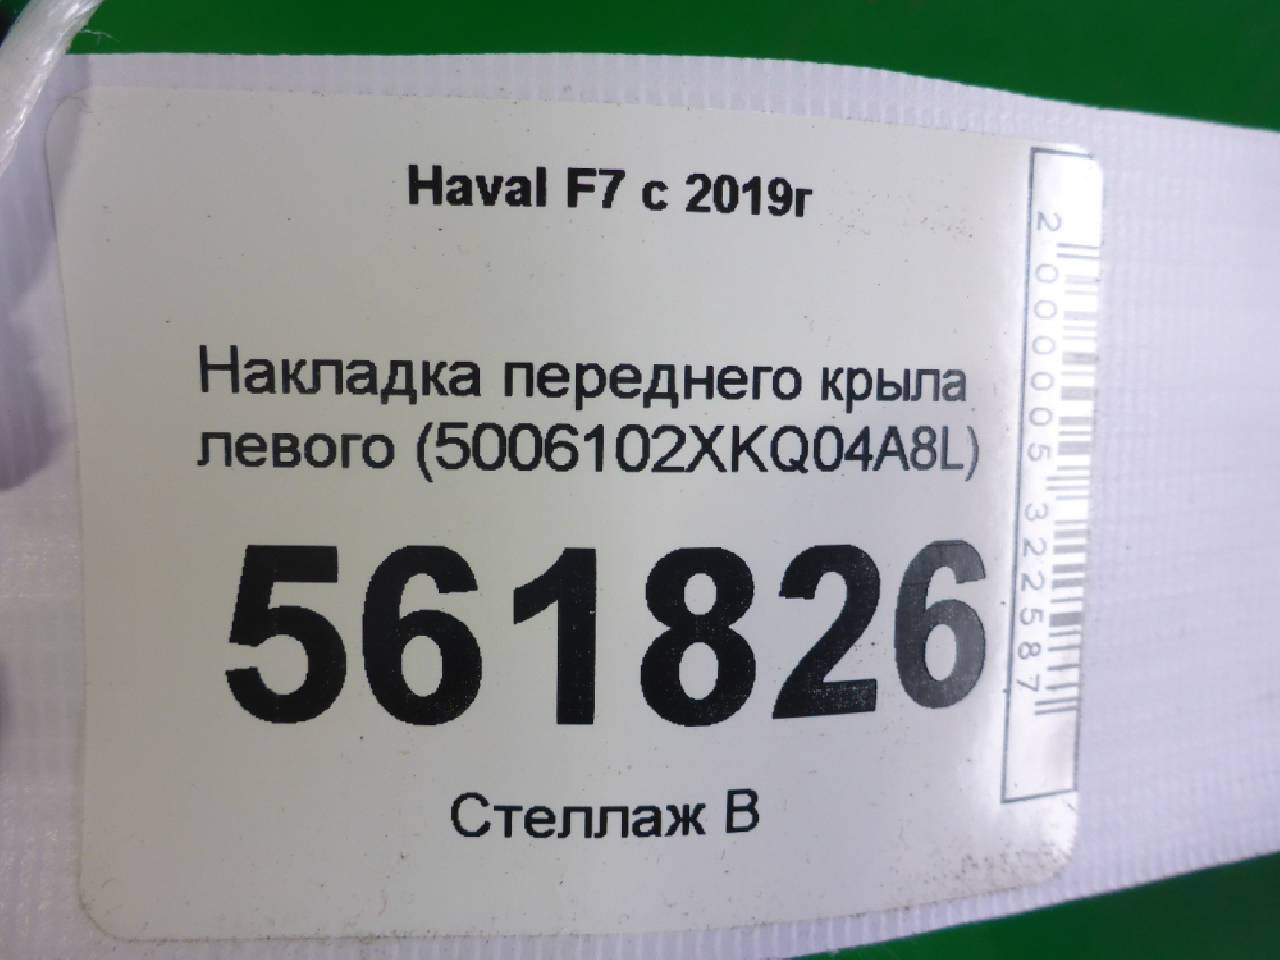 Haval F7 с 2019г
Накладка переднего крыла
левого (5006102XKQ04A8L)
561826
Стеллаж В
2000005322587